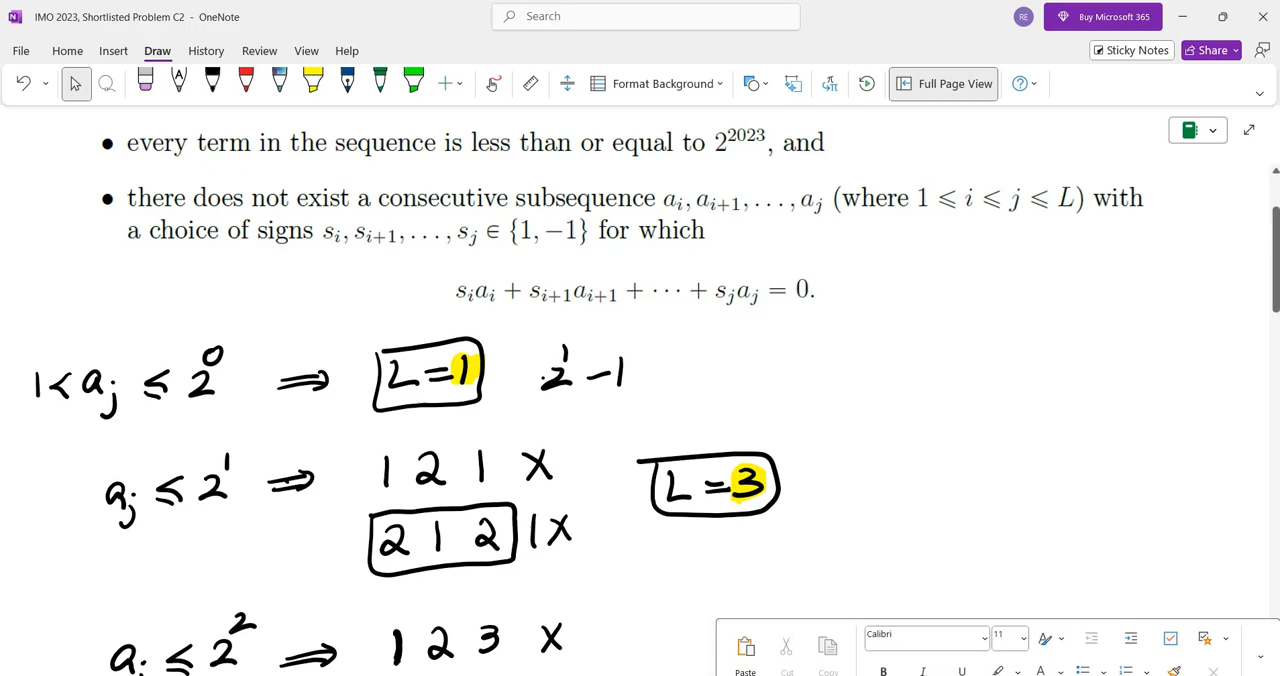 IMO 2023, Shortlisted Problem C2 - OneNote
Search
RE
Buy Microsoft 365
File Home Insert Draw History Review View Help
Sticky Notes
Share
Format Background
Full Page View
• every term in the sequence is less than or equal to 2^2023, and
• there does not exist a consecutive subsequence a_i, a_{i+1}, . . . , a_j (where 1 ⩽ i ⩽ j ⩽ L) with
a choice of signs s_i, s_{i+1}, . . . , s_j ∈ {1, −1} for which
s_i a_i + s_{i+1} a_{i+1} + · · · + s_j a_j = 0.
1 < a_j ≤ 2^0 ⟹ L = 1 2^1 − 1
a_j ≤ 2^1 ⟹ 1 2 1 X L = 3
2 1 2 1 X
a_j ≤ 2^2 ⟹ 1 2 3 X
Calibri 11
Paste Cut Copy B I U A